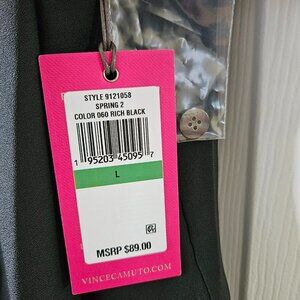 STYLE 9121058
SPRING 2
COLOR 060 RICH BLACK
1 95203 45095 7
L
MSRP $89.00
VINCECAMUTO.COM